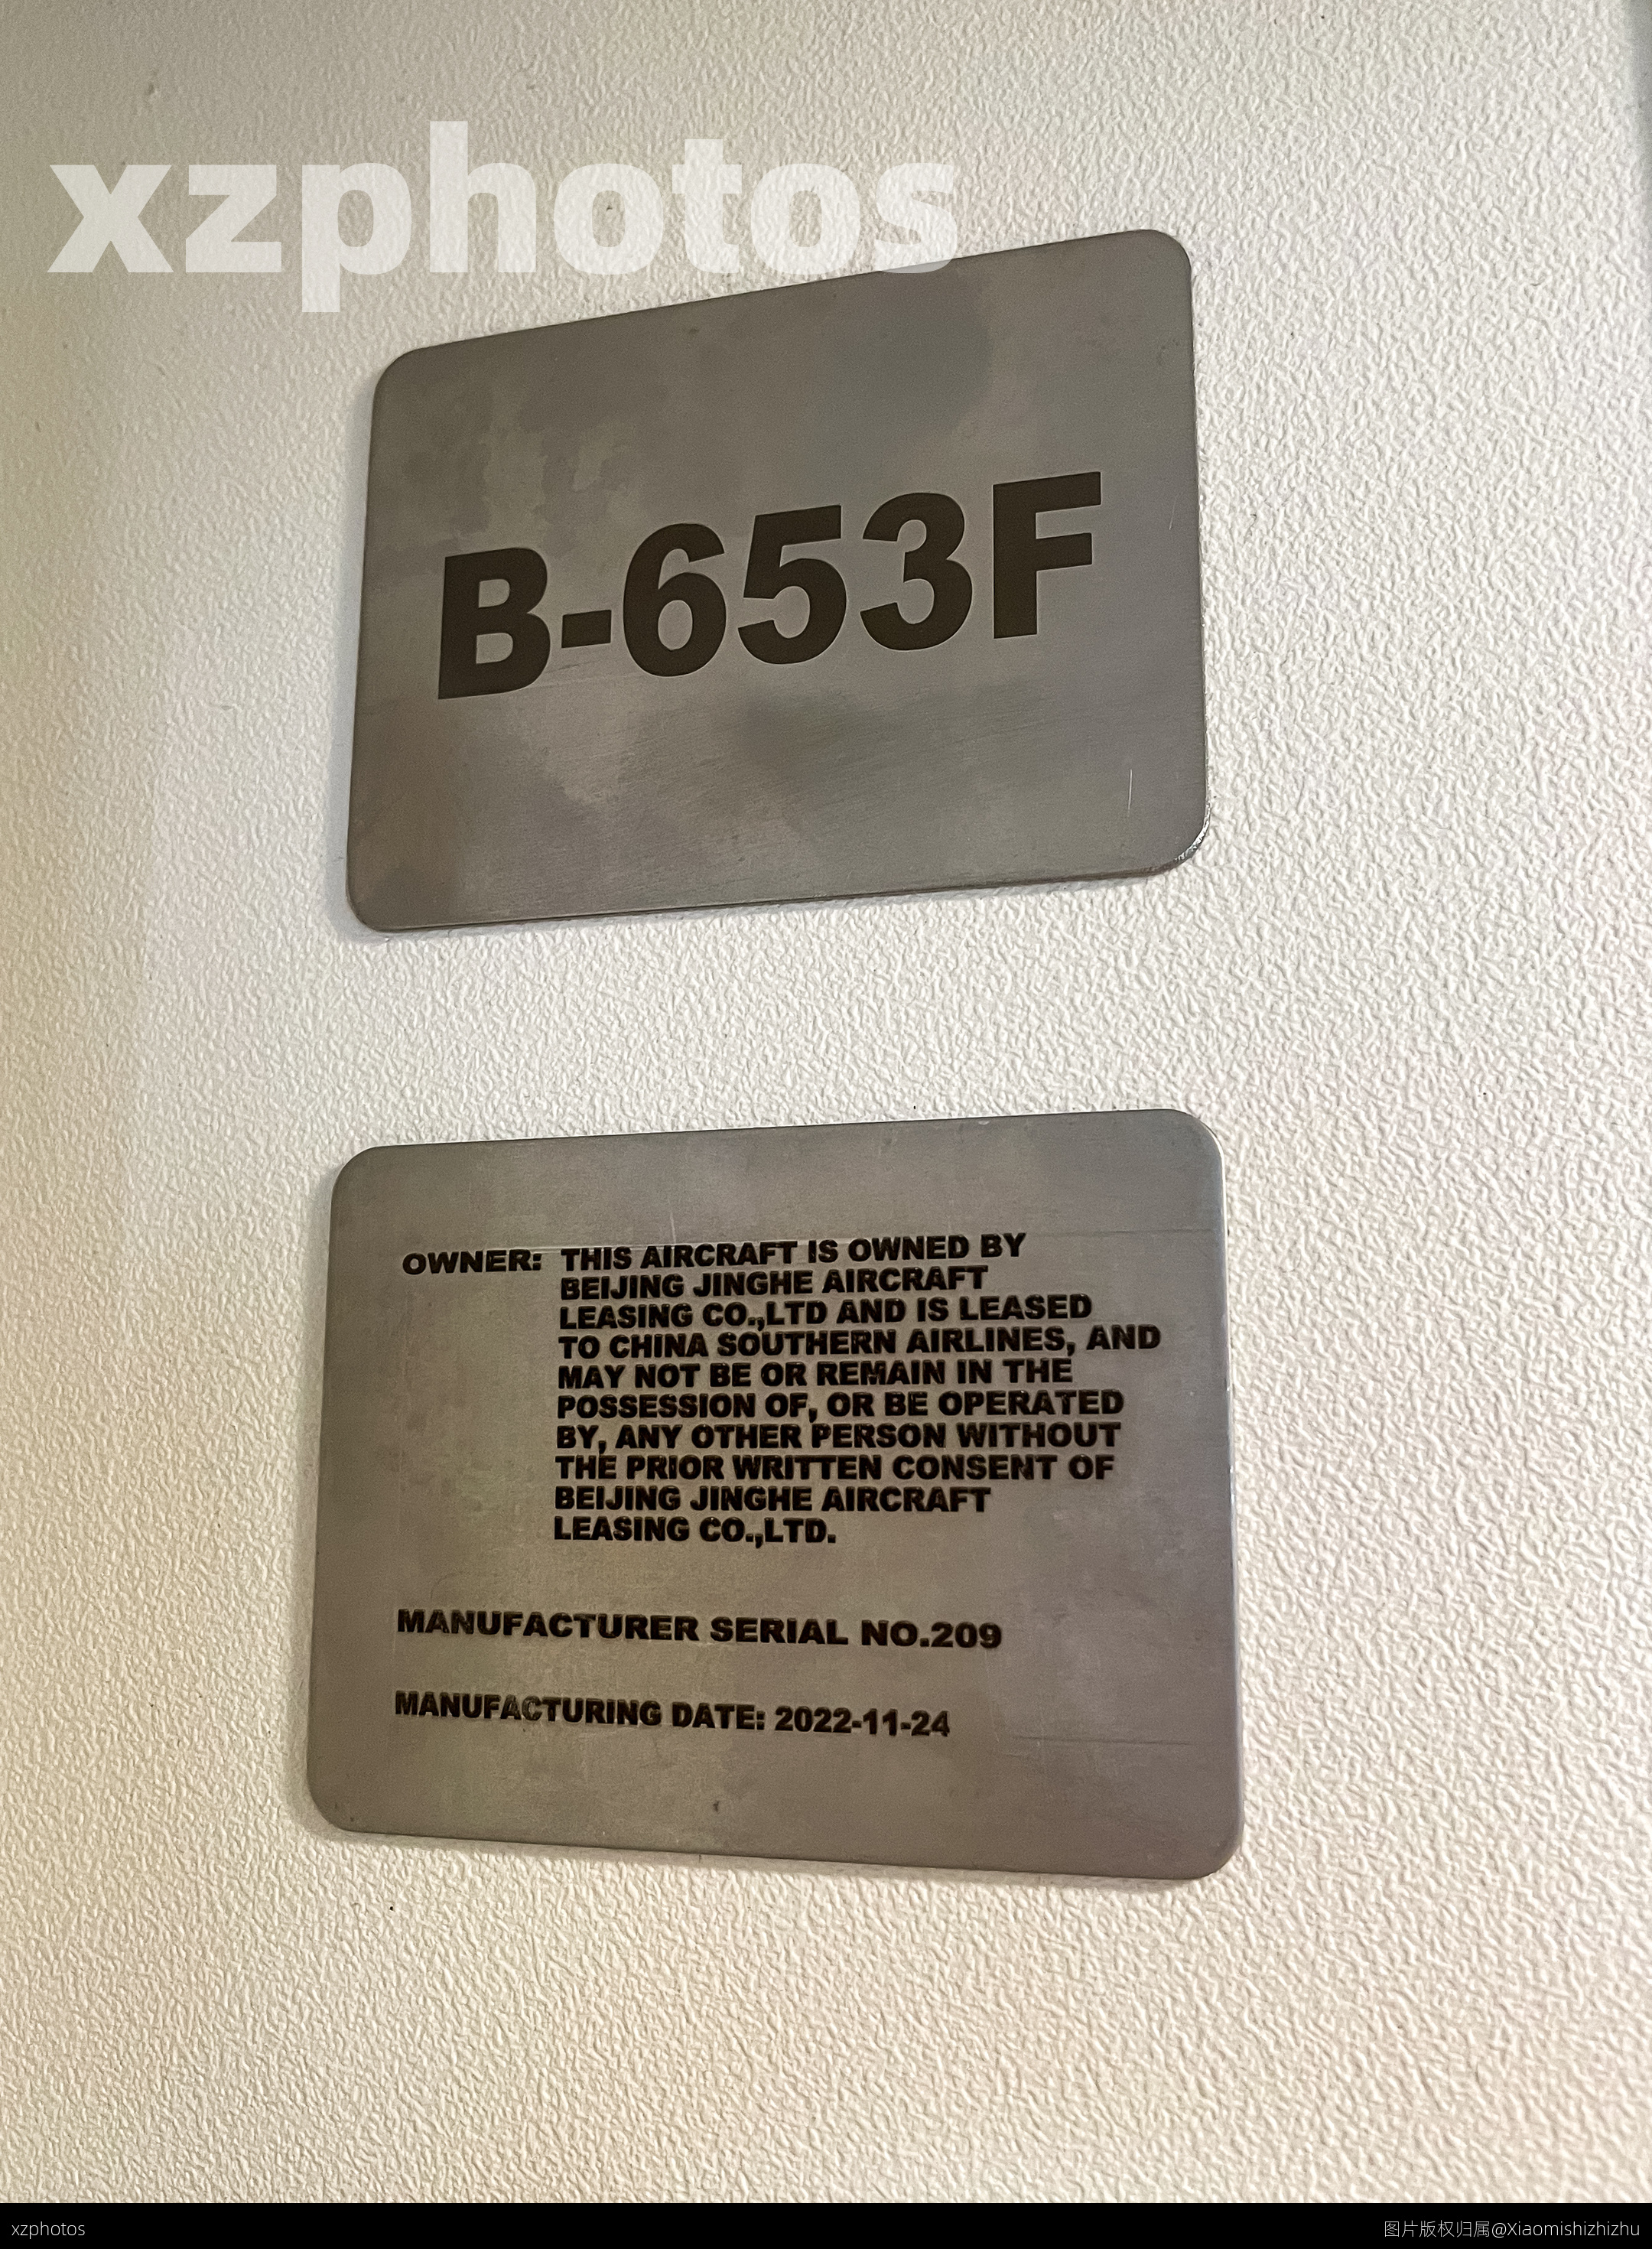 xzphotos
B-653F
OWNER: THIS AIRCRAFT IS OWNED BY
BEIJING JINGHE AIRCRAFT
LEASING CO.,LTD AND IS LEASED
TO CHINA SOUTHERN AIRLINES, AND
MAY NOT BE OR REMAIN IN THE
POSSESSION OF, OR BE OPERATED
BY, ANY OTHER PERSON WITHOUT
THE PRIOR WRITTEN CONSENT OF
BEIJING JINGHE AIRCRAFT
LEASING CO.,LTD.
MANUFACTURER SERIAL NO.209
MANUFACTURING DATE: 2022-11-24
xzphotos
图片版权归属@Xiaomishizhizhu